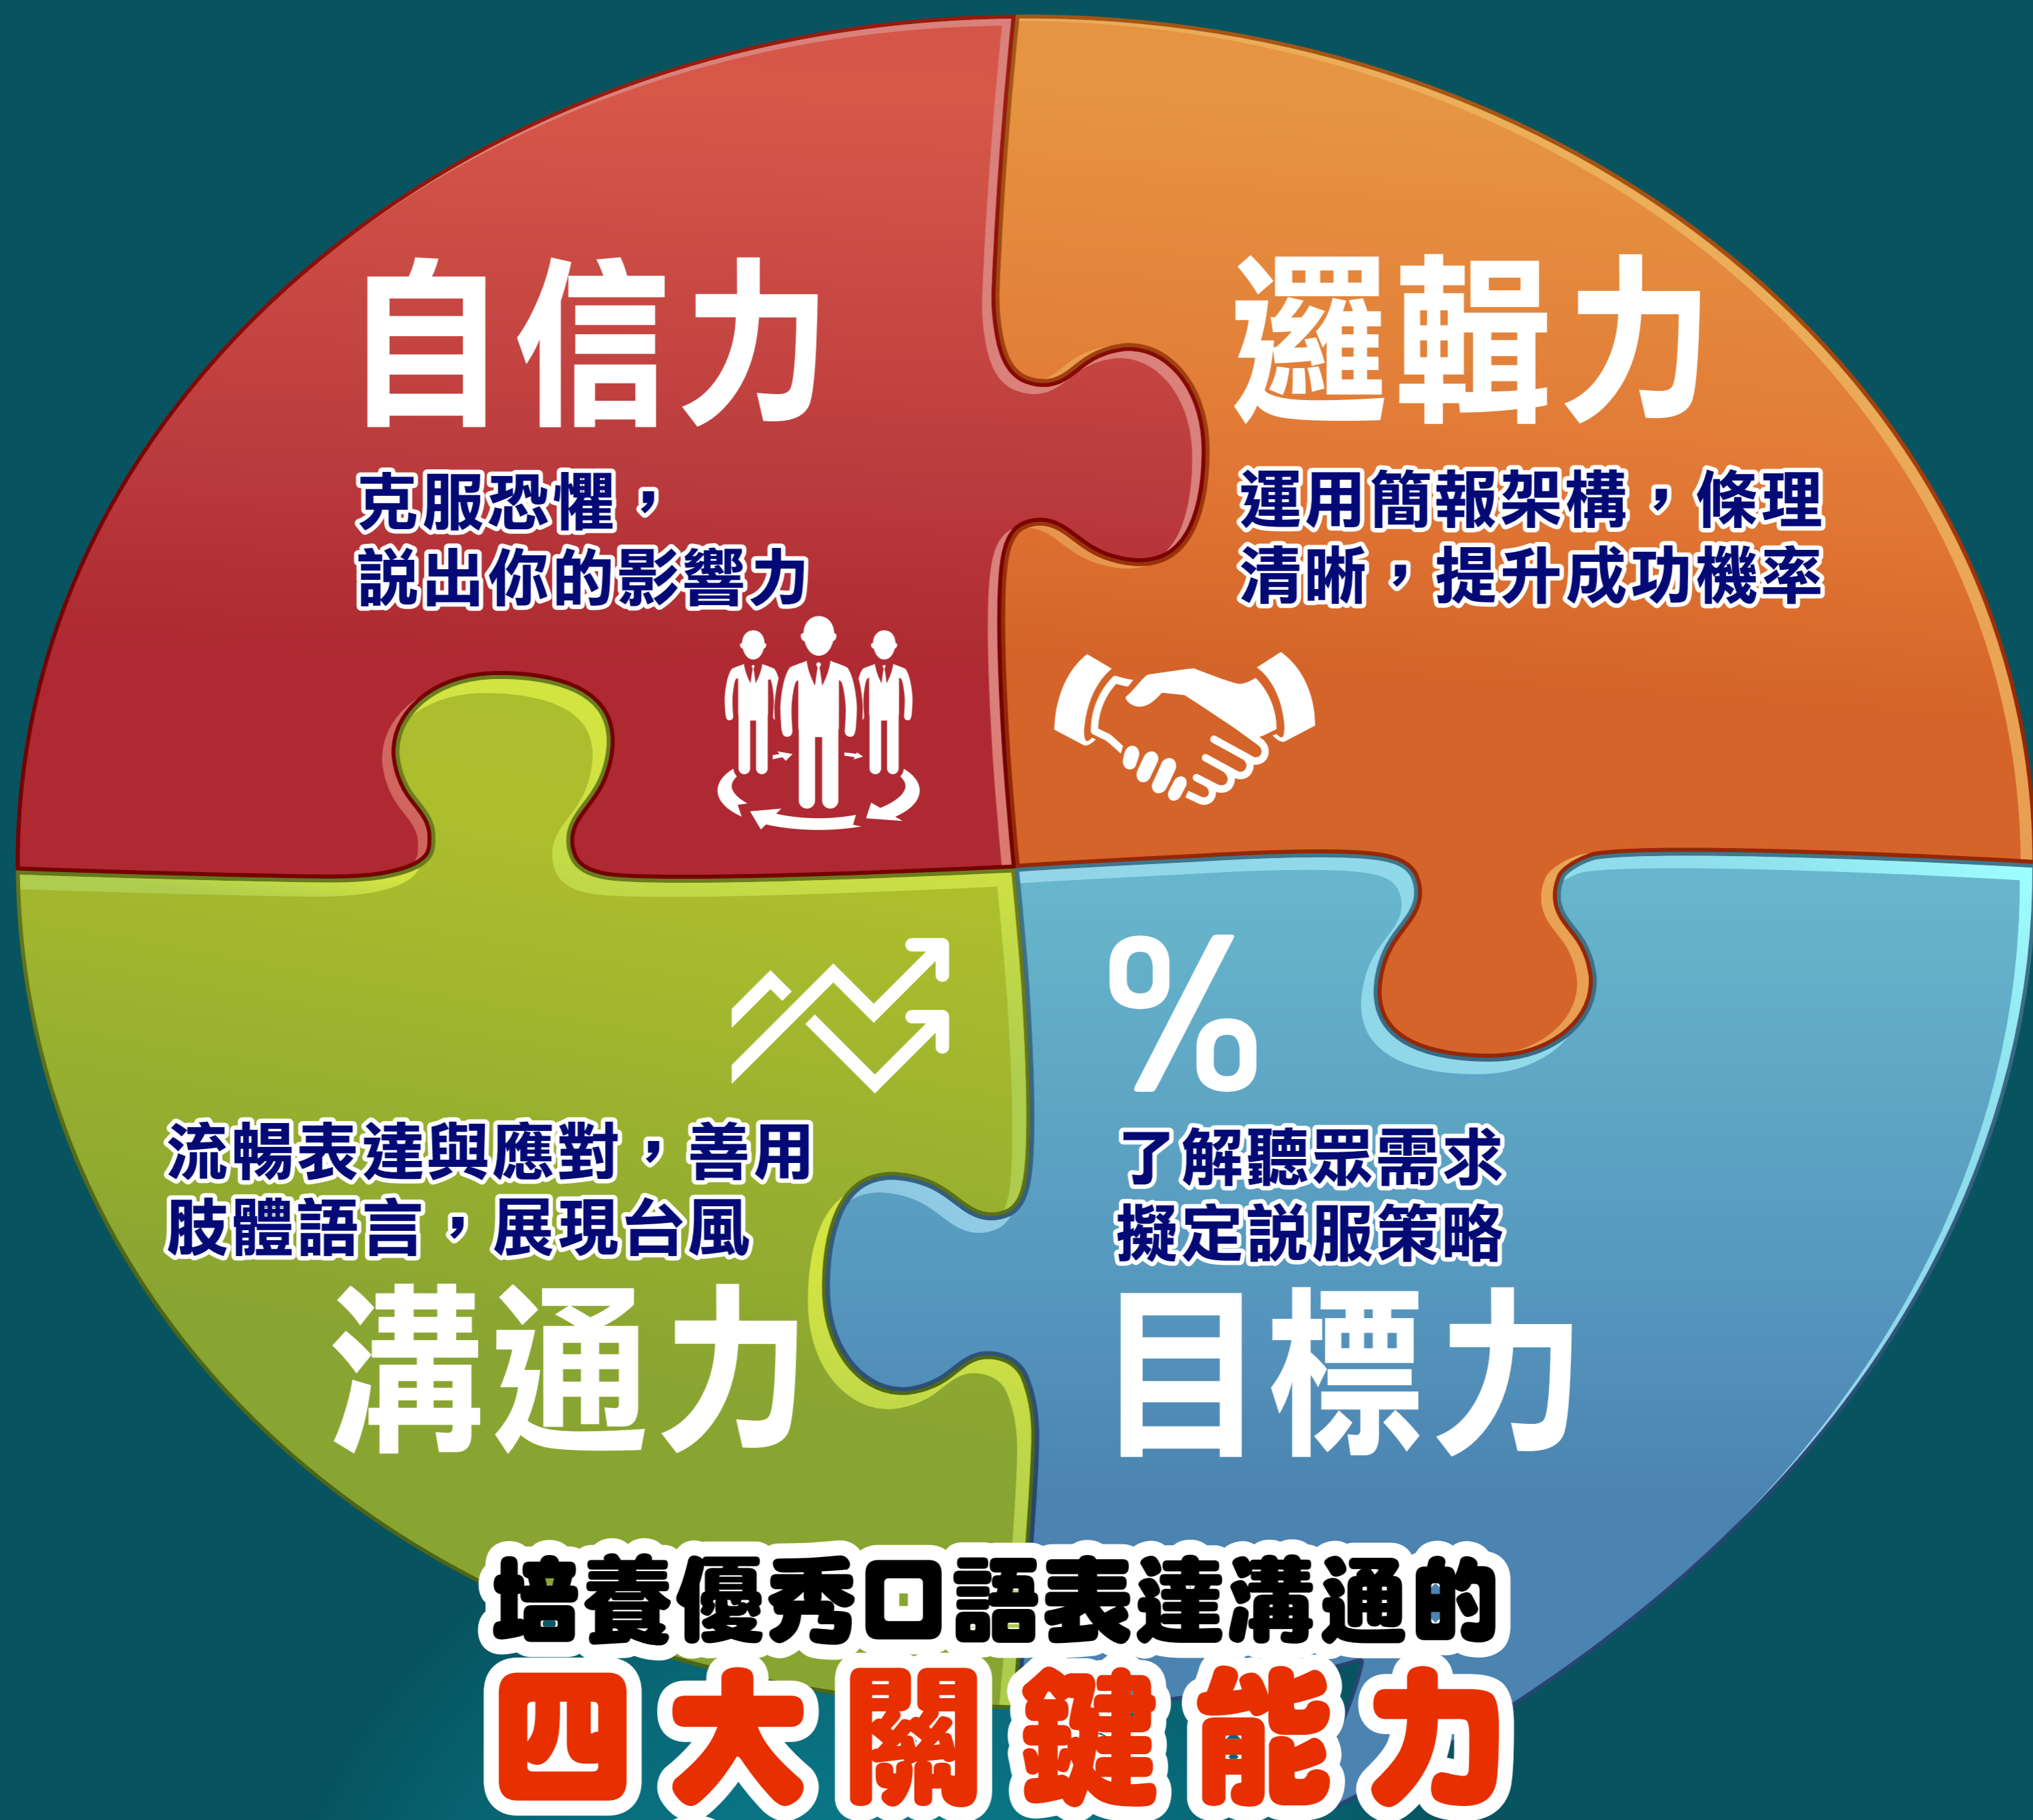 自信力
克服恐懼，
說出你的影響力
邏輯力
運用簡報架構，條理
清晰，提升成功機率
%
流暢表達與應對，善用
肢體語言，展現台風
溝通力
了解聽眾需求
擬定說服策略
目標力
培養優秀口語表達溝通的
四大關鍵能力